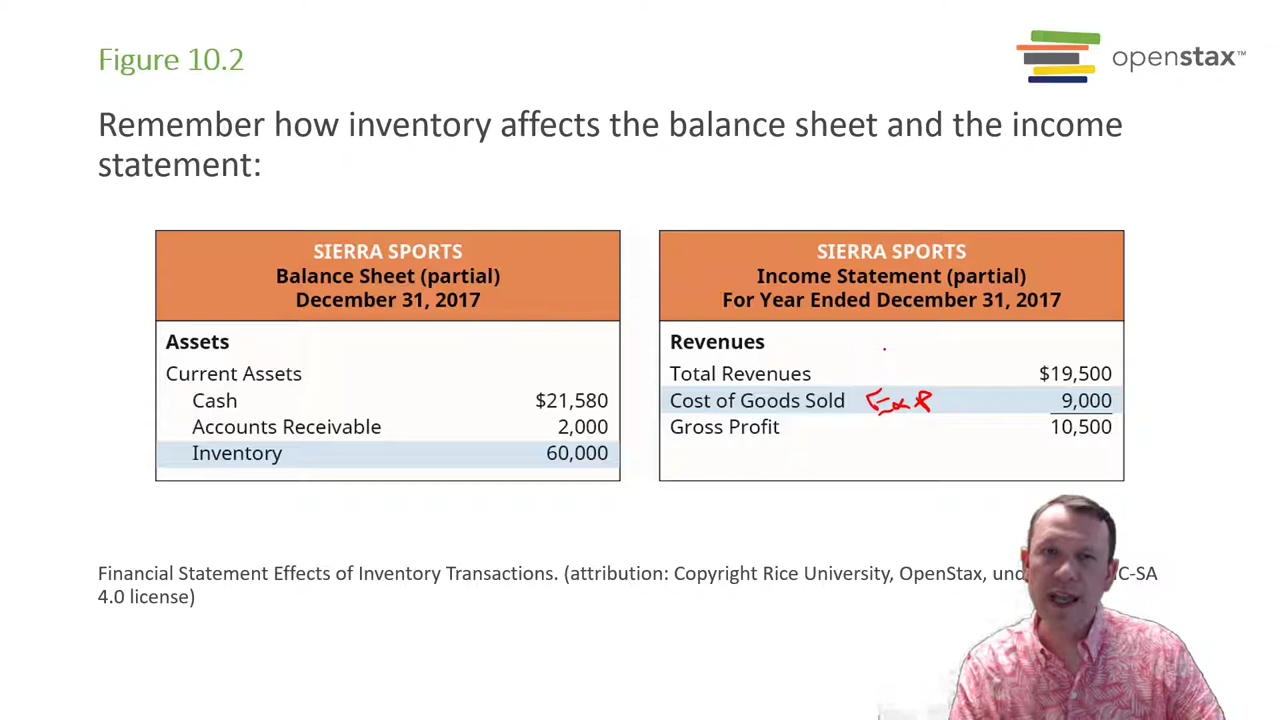 Figure 10.2
openstax™
Remember how inventory affects the balance sheet and the income
statement:
SIERRA SPORTS
Balance Sheet (partial)
December 31, 2017
Assets
Current Assets
Cash $21,580
Accounts Receivable 2,000
Inventory 60,000
SIERRA SPORTS
Income Statement (partial)
For Year Ended December 31, 2017
Revenues
Total Revenues $19,500
Cost of Goods Sold Exp 9,000
Gross Profit 10,500
Financial Statement Effects of Inventory Transactions. (attribution: Copyright Rice University, OpenStax, C-SA
4.0 license)